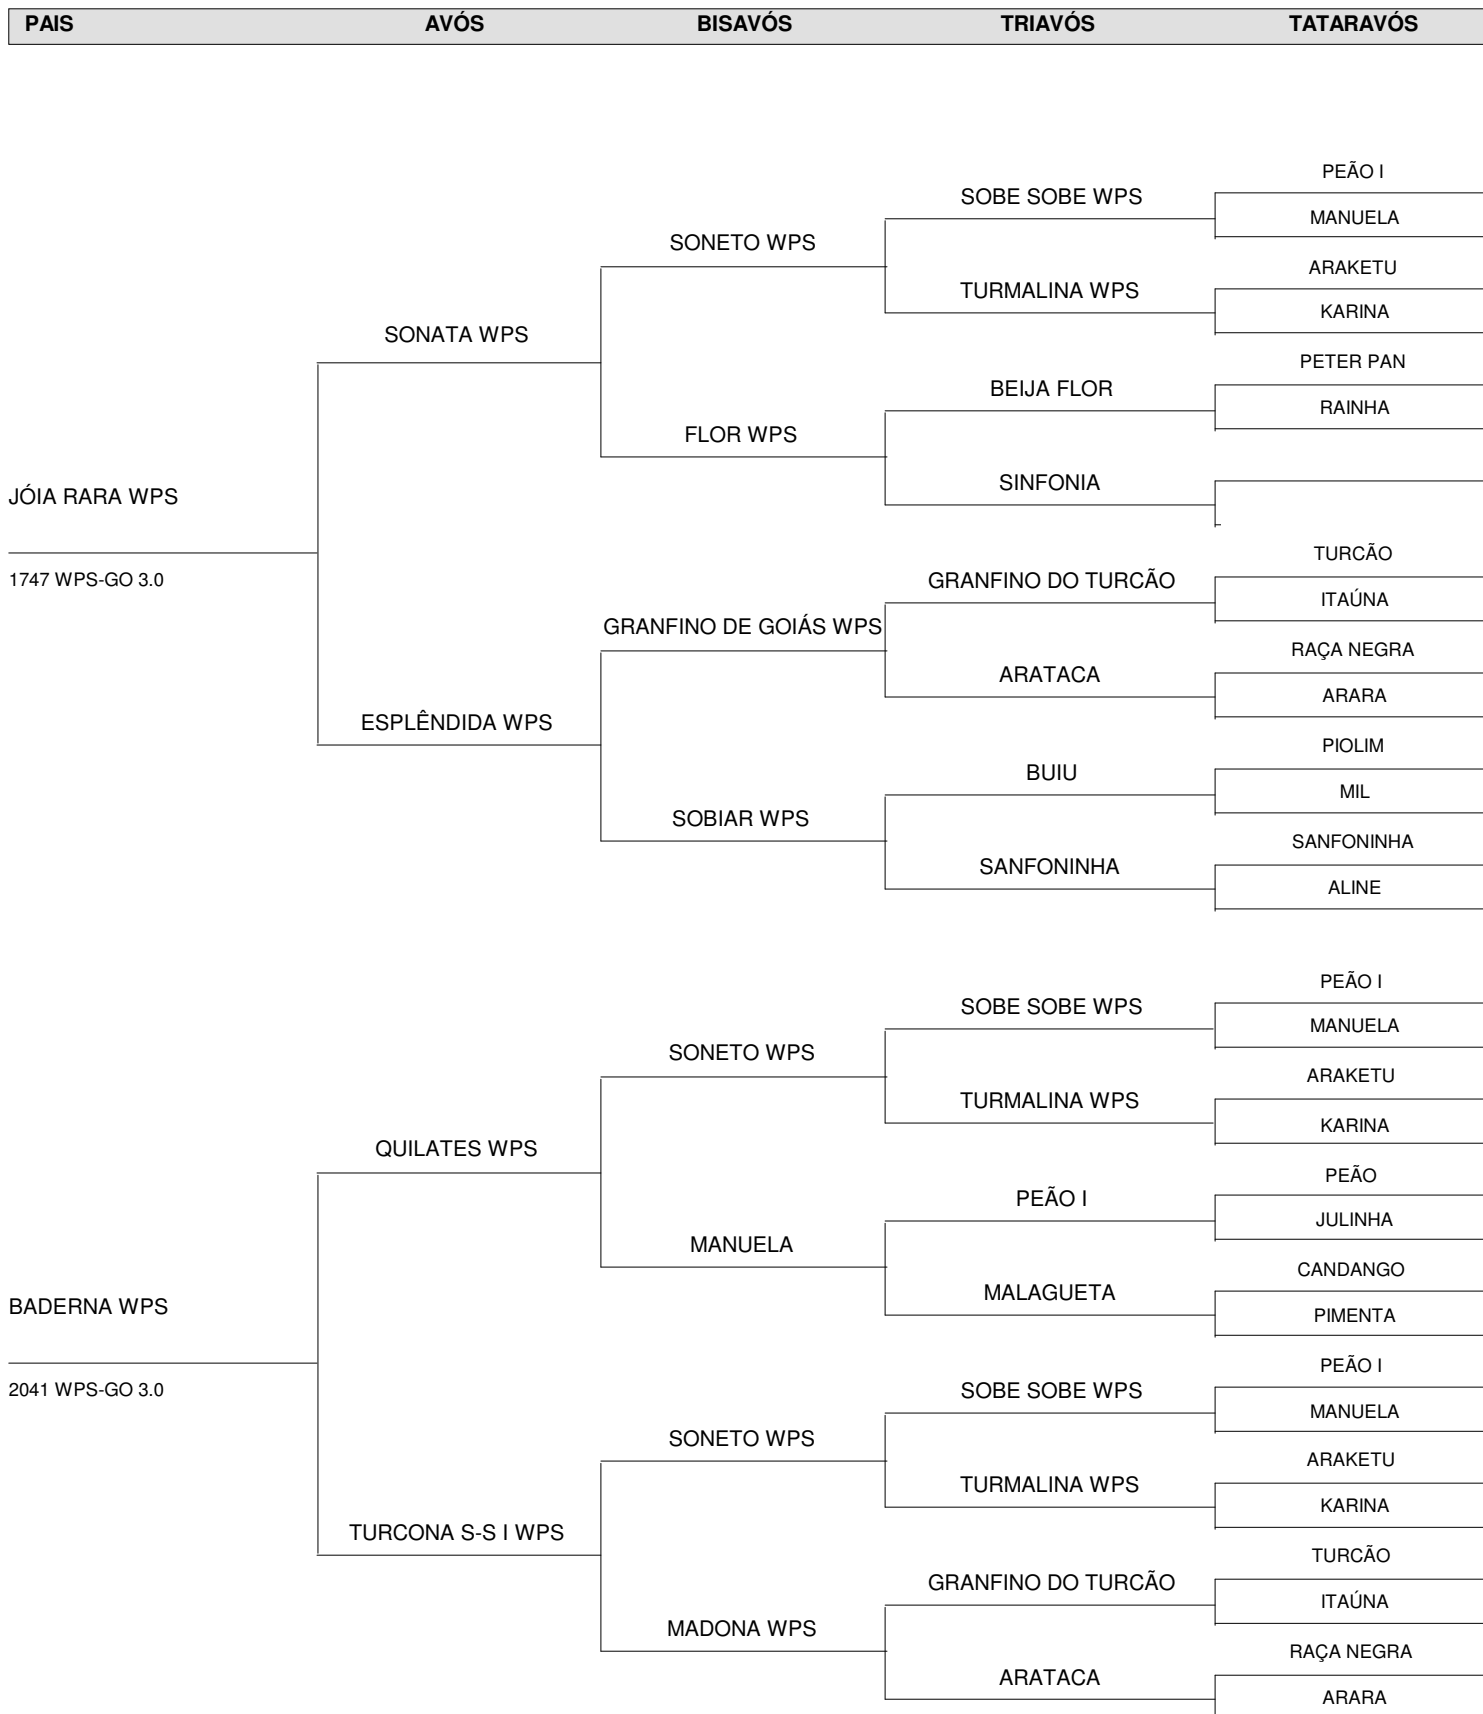 PAIS AVÓS BISAVÓS TRIAVÓS TATARAVÓS
PEÃO I
SOBE SOBE WPS
MANUELA
SONETO WPS
ARAKETU
TURMALINA WPS
KARINA
SONATA WPS
PETER PAN
BEIJA FLOR
RAINHA
FLOR WPS
SINFONIA
JÓIA RARA WPS
TURCÃO
1747 WPS-GO 3.0
GRANFINO DO TURCÃO
ITAÚNA
GRANFINO DE GOIÁS WPS
RAÇA NEGRA
ARATACA
ARARA
ESPLÊNDIDA WPS
PIOLIM
BUIU
MIL
SOBIAR WPS
SANFONINHA
SANFONINHA
ALINE
PEÃO I
SOBE SOBE WPS
MANUELA
SONETO WPS
ARAKETU
TURMALINA WPS
KARINA
QUILATES WPS
PEÃO
PEÃO I
JULINHA
MANUELA
CANDANGO
MALAGUETA
BADERNA WPS
PIMENTA
PEÃO I
2041 WPS-GO 3.0
SOBE SOBE WPS
MANUELA
SONETO WPS
ARAKETU
TURMALINA WPS
KARINA
TURCONA S-S I WPS
TURCÃO
GRANFINO DO TURCÃO
ITAÚNA
MADONA WPS
RAÇA NEGRA
ARATACA
ARARA